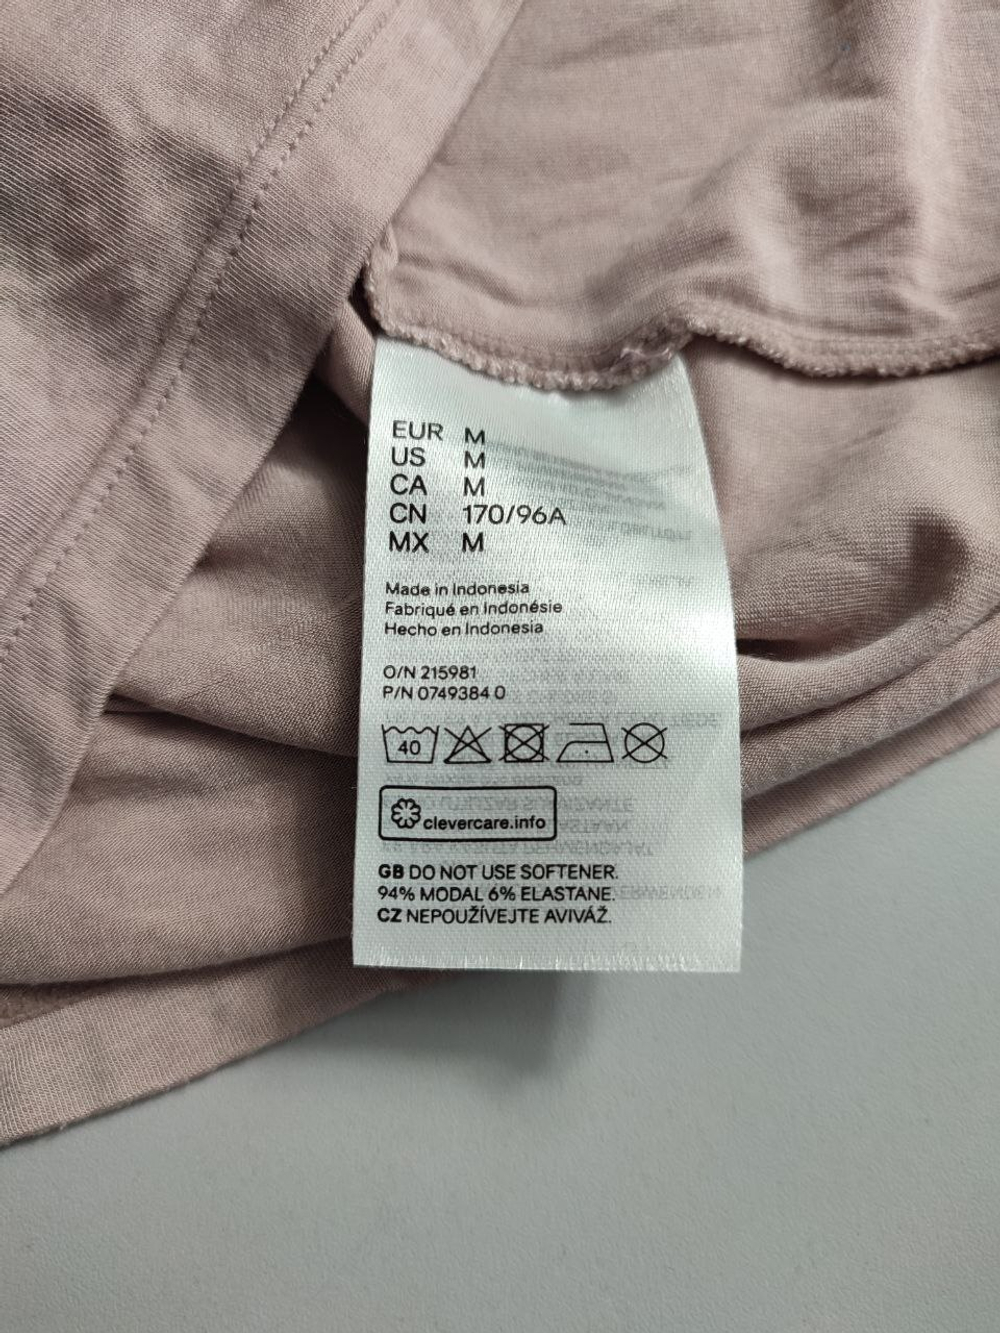 EUR M
US M
CA M
CN 170/96A
MX M
Made in Indonesia
Fabriqué en Indonésie
Hecho en Indonesia
O/N 215981
P/N 0749384 0
40
clevercare.info
GB DO NOT USE SOFTENER.
94% MODAL 6% ELASTANE.
CZ NEPOUŽÍVEJTE AVIVÁŽ.